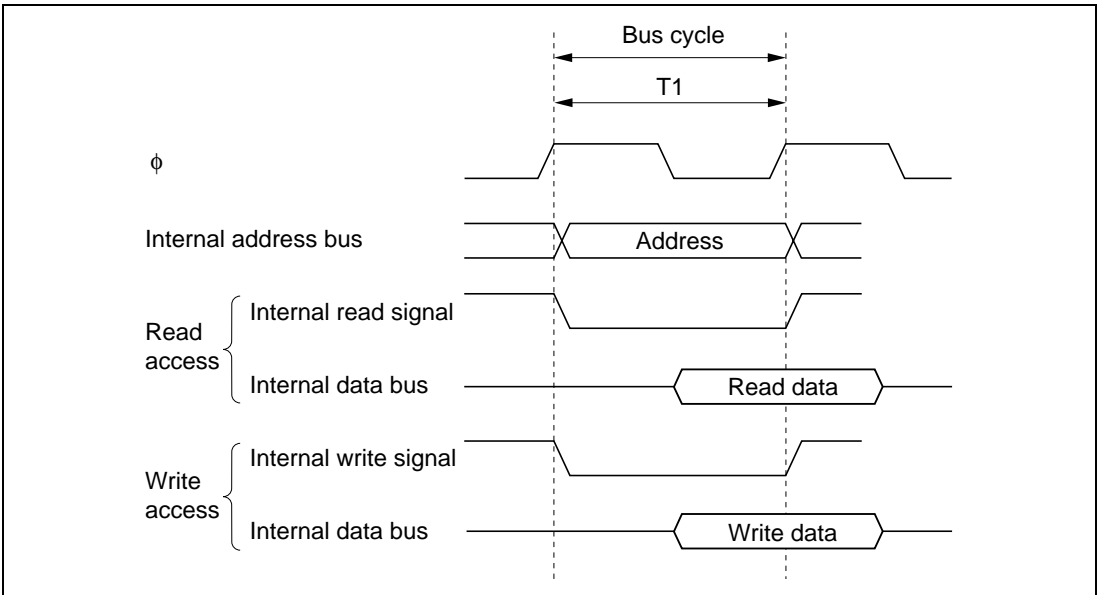 Bus cycle
T1
ϕ
Internal address bus
Address
Read
access
Internal read signal
Internal data bus
Read data
Write
access
Internal write signal
Internal data bus
Write data